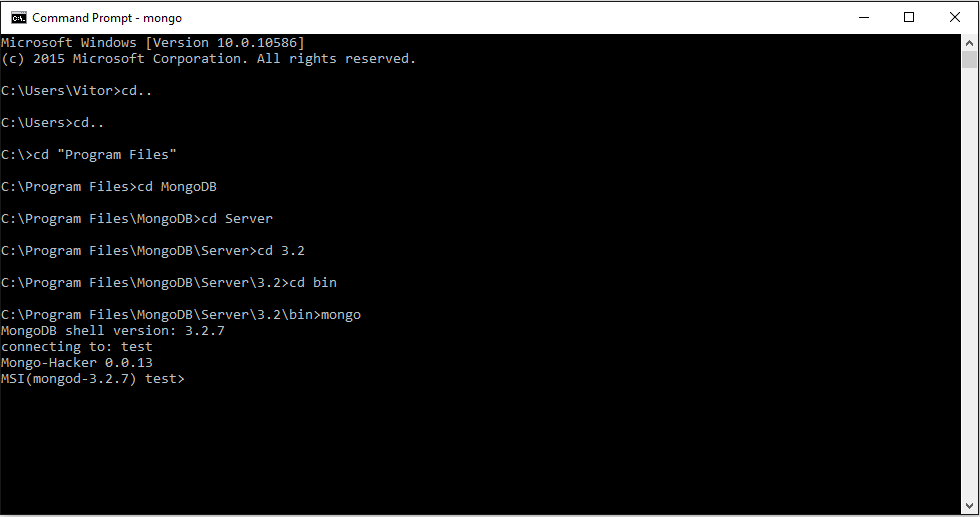 Command Prompt - mongo
Microsoft Windows [Version 10.0.10586]
(c) 2015 Microsoft Corporation. All rights reserved.
C:\Users\Vitor>cd..
C:\Users>cd..
C:\>cd "Program Files"
C:\Program Files>cd MongoDB
C:\Program Files\MongoDB>cd Server
C:\Program Files\MongoDB\Server>cd 3.2
C:\Program Files\MongoDB\Server\3.2>cd bin
C:\Program Files\MongoDB\Server\3.2\bin>mongo
MongoDB shell version: 3.2.7
connecting to: test
Mongo-Hacker 0.0.13
MSI(mongod-3.2.7) test>